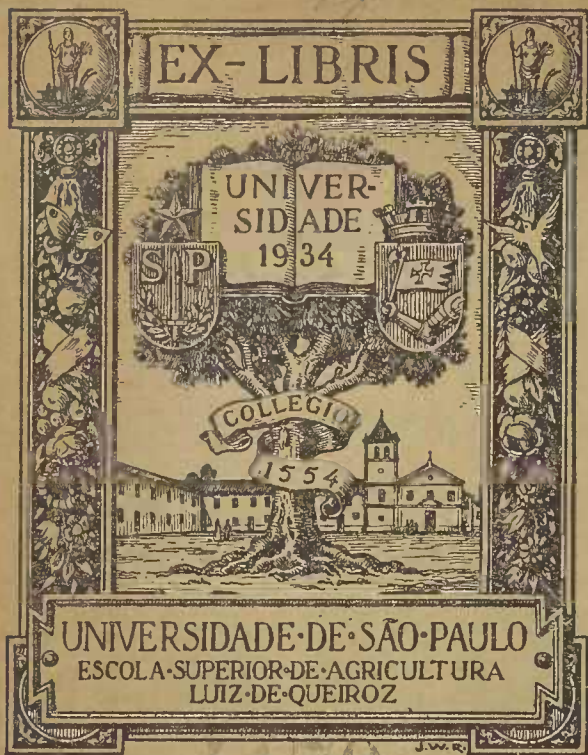 EX-LIBRIS
UNIVER-
SIDADE
1934
S P
COLLEGIO
1554
UNIVERSIDADE·DE·SÃO·PAULO
ESCOLA·SUPERIOR·DE·AGRICULTURA
LUIZ·DE·QUEIROZ
J.W.R.